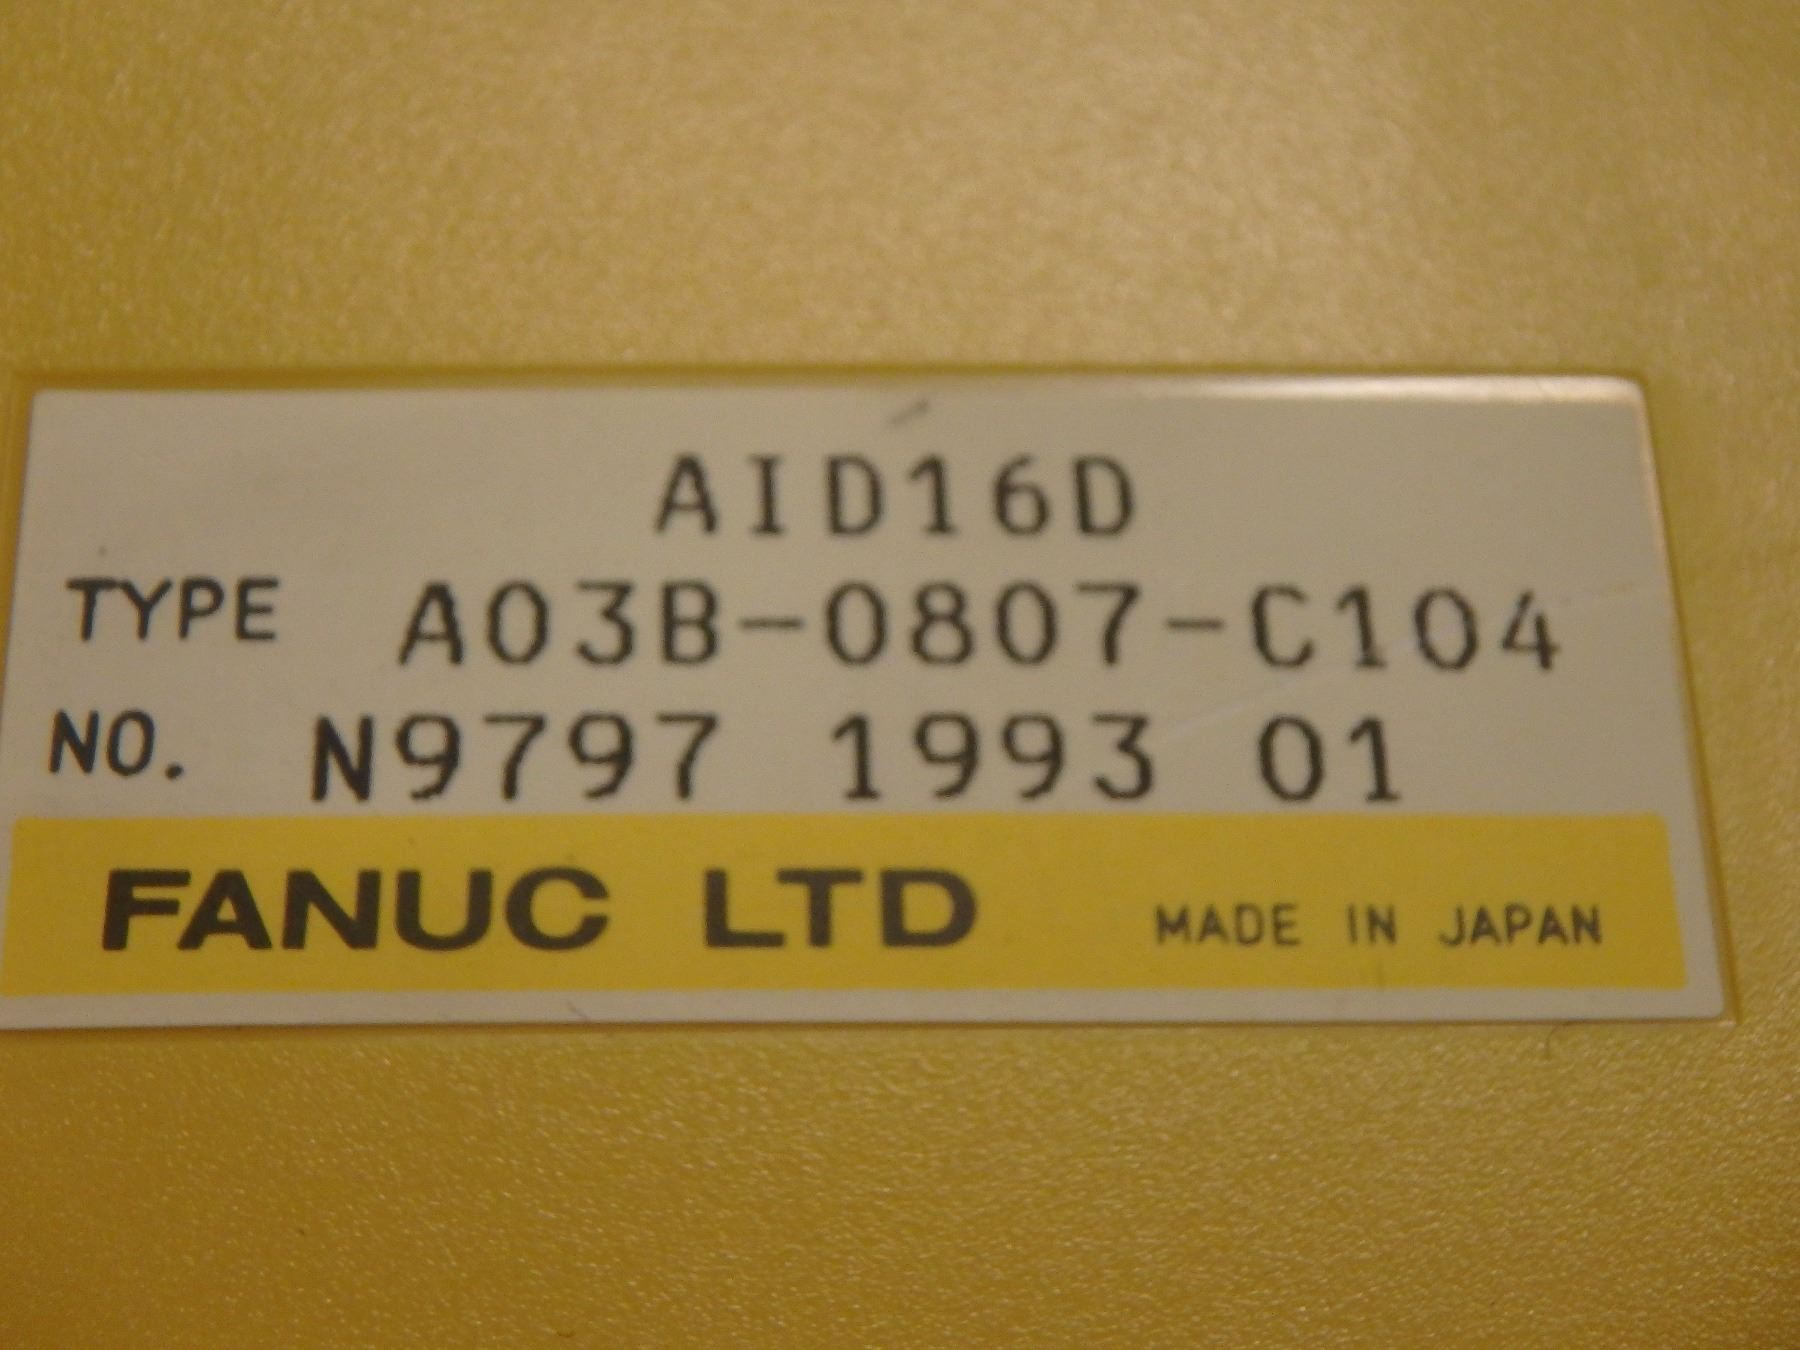 AID16D
TYPE A03B-0807-C104
NO. N9797 1993 01
FANUC LTD MADE IN JAPAN